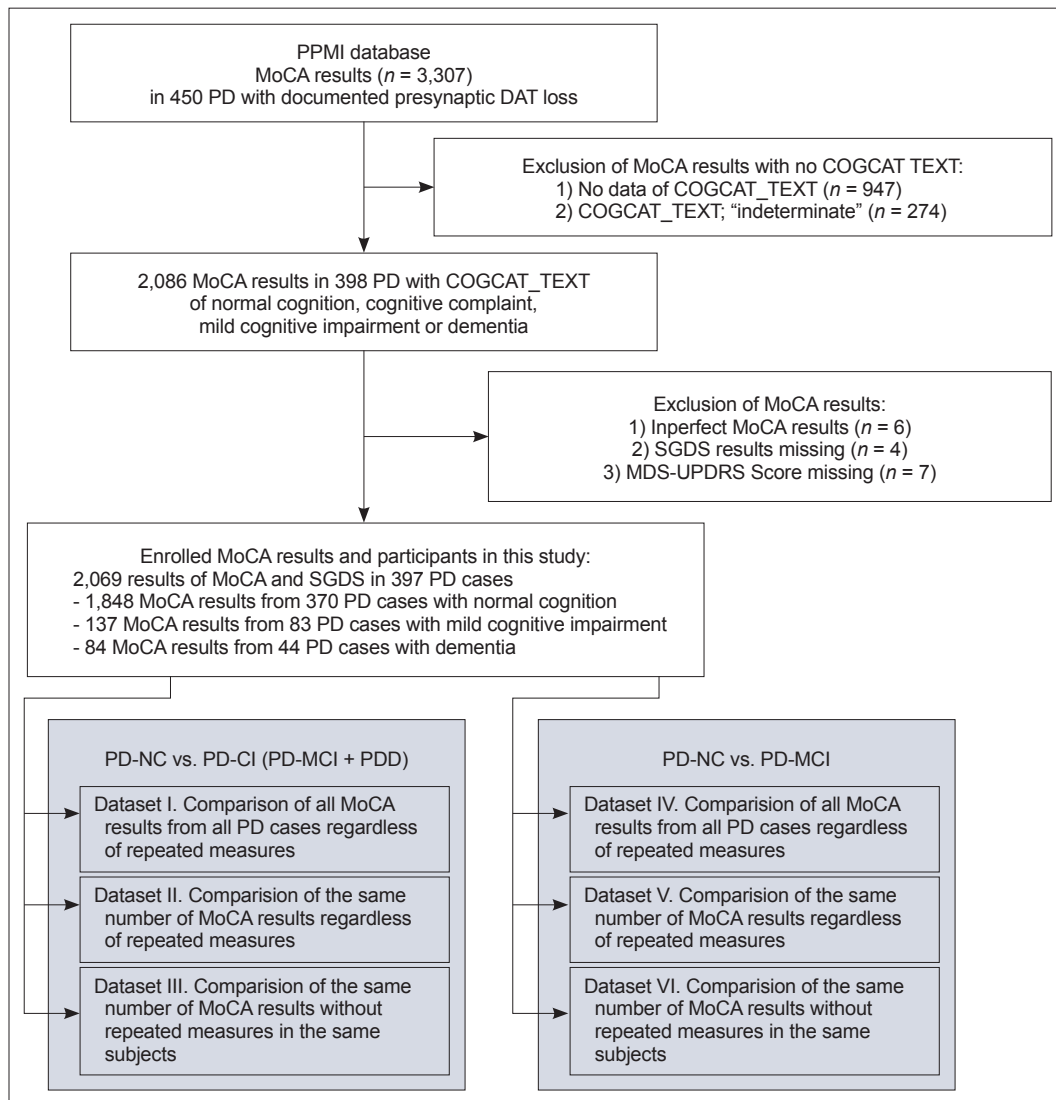 PPMI database
MoCA results (n = 3,307)
in 450 PD with documented presynaptic DAT loss
Exclusion of MoCA results with no COGCAT TEXT:
1) No data of COGCAT_TEXT (n = 947)
2) COGCAT_TEXT; “indeterminate” (n = 274)
2,086 MoCA results in 398 PD with COGCAT_TEXT
of normal cognition, cognitive complaint,
mild cognitive impairment or dementia
Exclusion of MoCA results:
1) Inperfect MoCA results (n = 6)
2) SGDS results missing (n = 4)
3) MDS-UPDRS Score missing (n = 7)
Enrolled MoCA results and participants in this study:
2,069 results of MoCA and SGDS in 397 PD cases
- 1,848 MoCA results from 370 PD cases with normal cognition
- 137 MoCA results from 83 PD cases with mild cognitive impairment
- 84 MoCA results from 44 PD cases with dementia
PD-NC vs. PD-CI (PD-MCI + PDD)
Dataset I. Comparison of all MoCA
results from all PD cases regardless
of repeated measures
Dataset II. Comparision of the same
number of MoCA results regardless
of repeated measures
Dataset III. Comparision of the same
number of MoCA results without
repeated measures in the same
subjects
PD-NC vs. PD-MCI
Dataset IV. Comparision of all MoCA
results from all PD cases regardless
of repeated measures
Dataset V. Comparision of the same
number of MoCA results regardless
of repeated measures
Dataset VI. Comparision of the same
number of MoCA results without
repeated measures in the same
subjects